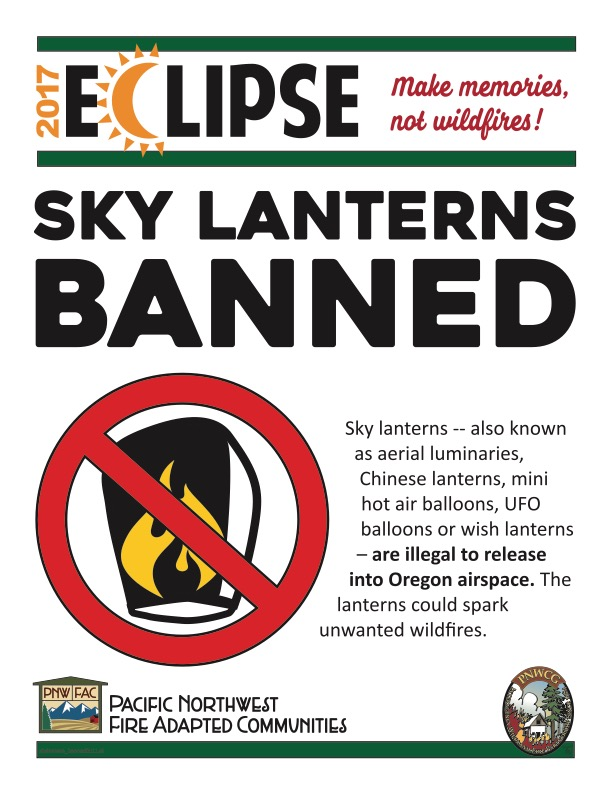 2017 ECLIPSE
Make memories,
not wildfires!
SKY LANTERNS
BANNED
Sky lanterns -- also known
as aerial luminaries,
Chinese lanterns, mini
hot air balloons, UFO
balloons or wish lanterns
– are illegal to release
into Oregon airspace. The
lanterns could spark
unwanted wildfires.
PNW FAC
PACIFIC NORTHWEST
FIRE ADAPTED COMMUNITIES
PNWCG